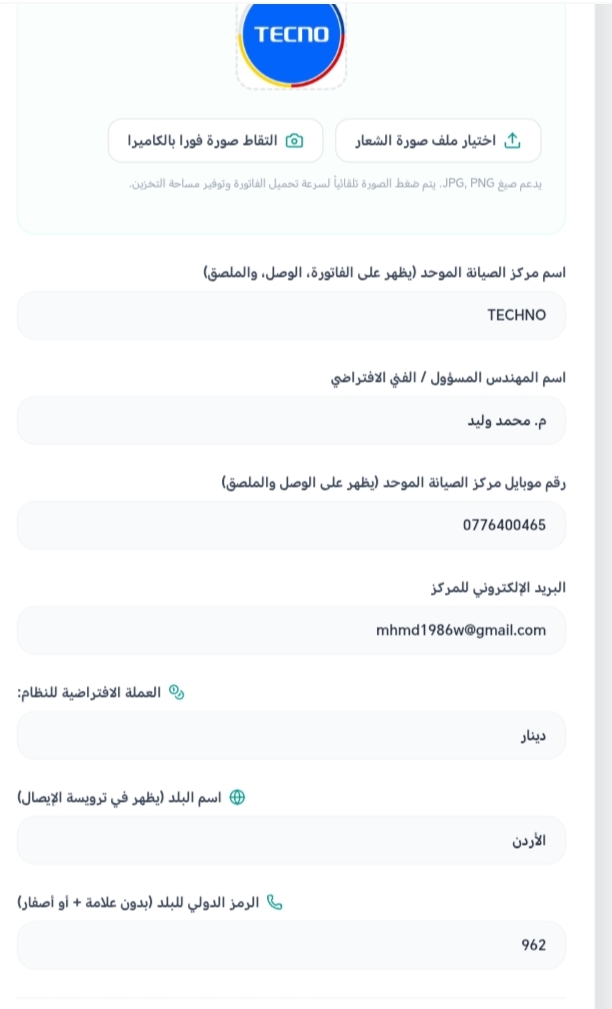 TECNO
اختيار ملف صورة الشعار
التقاط صورة فورا بالكاميرا
يدعم صيغ JPG, PNG. يتم ضغط الصورة تلقائياً لسرعة تحميل الفاتورة وتوفير مساحة التخزين.
اسم مركز الصيانة الموحد (يظهر على الفاتورة، الوصل، والملصق)
TECHNO
اسم المهندس المسؤول / الفني الافتراضي
م. محمد وليد
رقم موبايل مركز الصيانة الموحد (يظهر على الوصل والملصق)
0776400465
البريد الإلكتروني للمركز
mhmd1986w@gmail.com
العملة الافتراضية للنظام:
دينار
اسم البلد (يظهر في ترويسة الإيصال)
الأردن
الرمز الدولي للبلد (بدون علامة + أو أصفار)
962